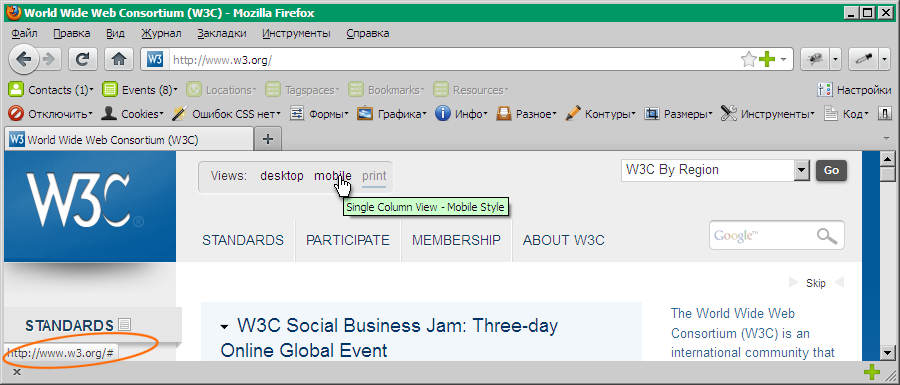 World Wide Web Consortium (W3C) - Mozilla Firefox
Файл Правка Вид Журнал Закладки Инструменты Справка
W3 http://www.w3.org/
Contacts (1) Events (8) Locations Tagspaces Bookmarks Resources Настройки
Отключить Cookies Ошибок CSS нет Формы Графика Инфо Разное Контуры Размеры Инструменты Код
W3 World Wide Web Consortium (W3C)
W3C
Views: desktop mobile print
W3C By Region Go
Single Column View - Mobile Style
STANDARDS PARTICIPATE MEMBERSHIP ABOUT W3C
Google™
Skip
STANDARDS
W3C Social Business Jam: Three-day
Online Global Event
The World Wide Web
Consortium (W3C) is an
international community that
http://www.w3.org/#